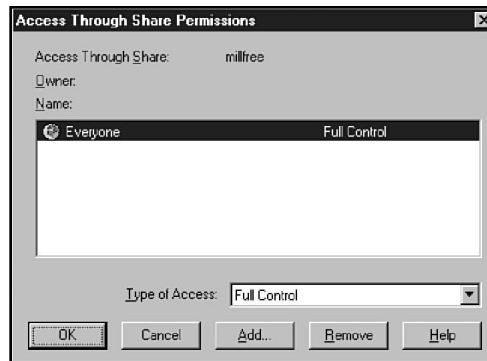 Access Through Share Permissions
Access Through Share: millfree
Owner:
Name:
Everyone Full Control
Type of Access: Full Control
OK Cancel Add... Remove Help